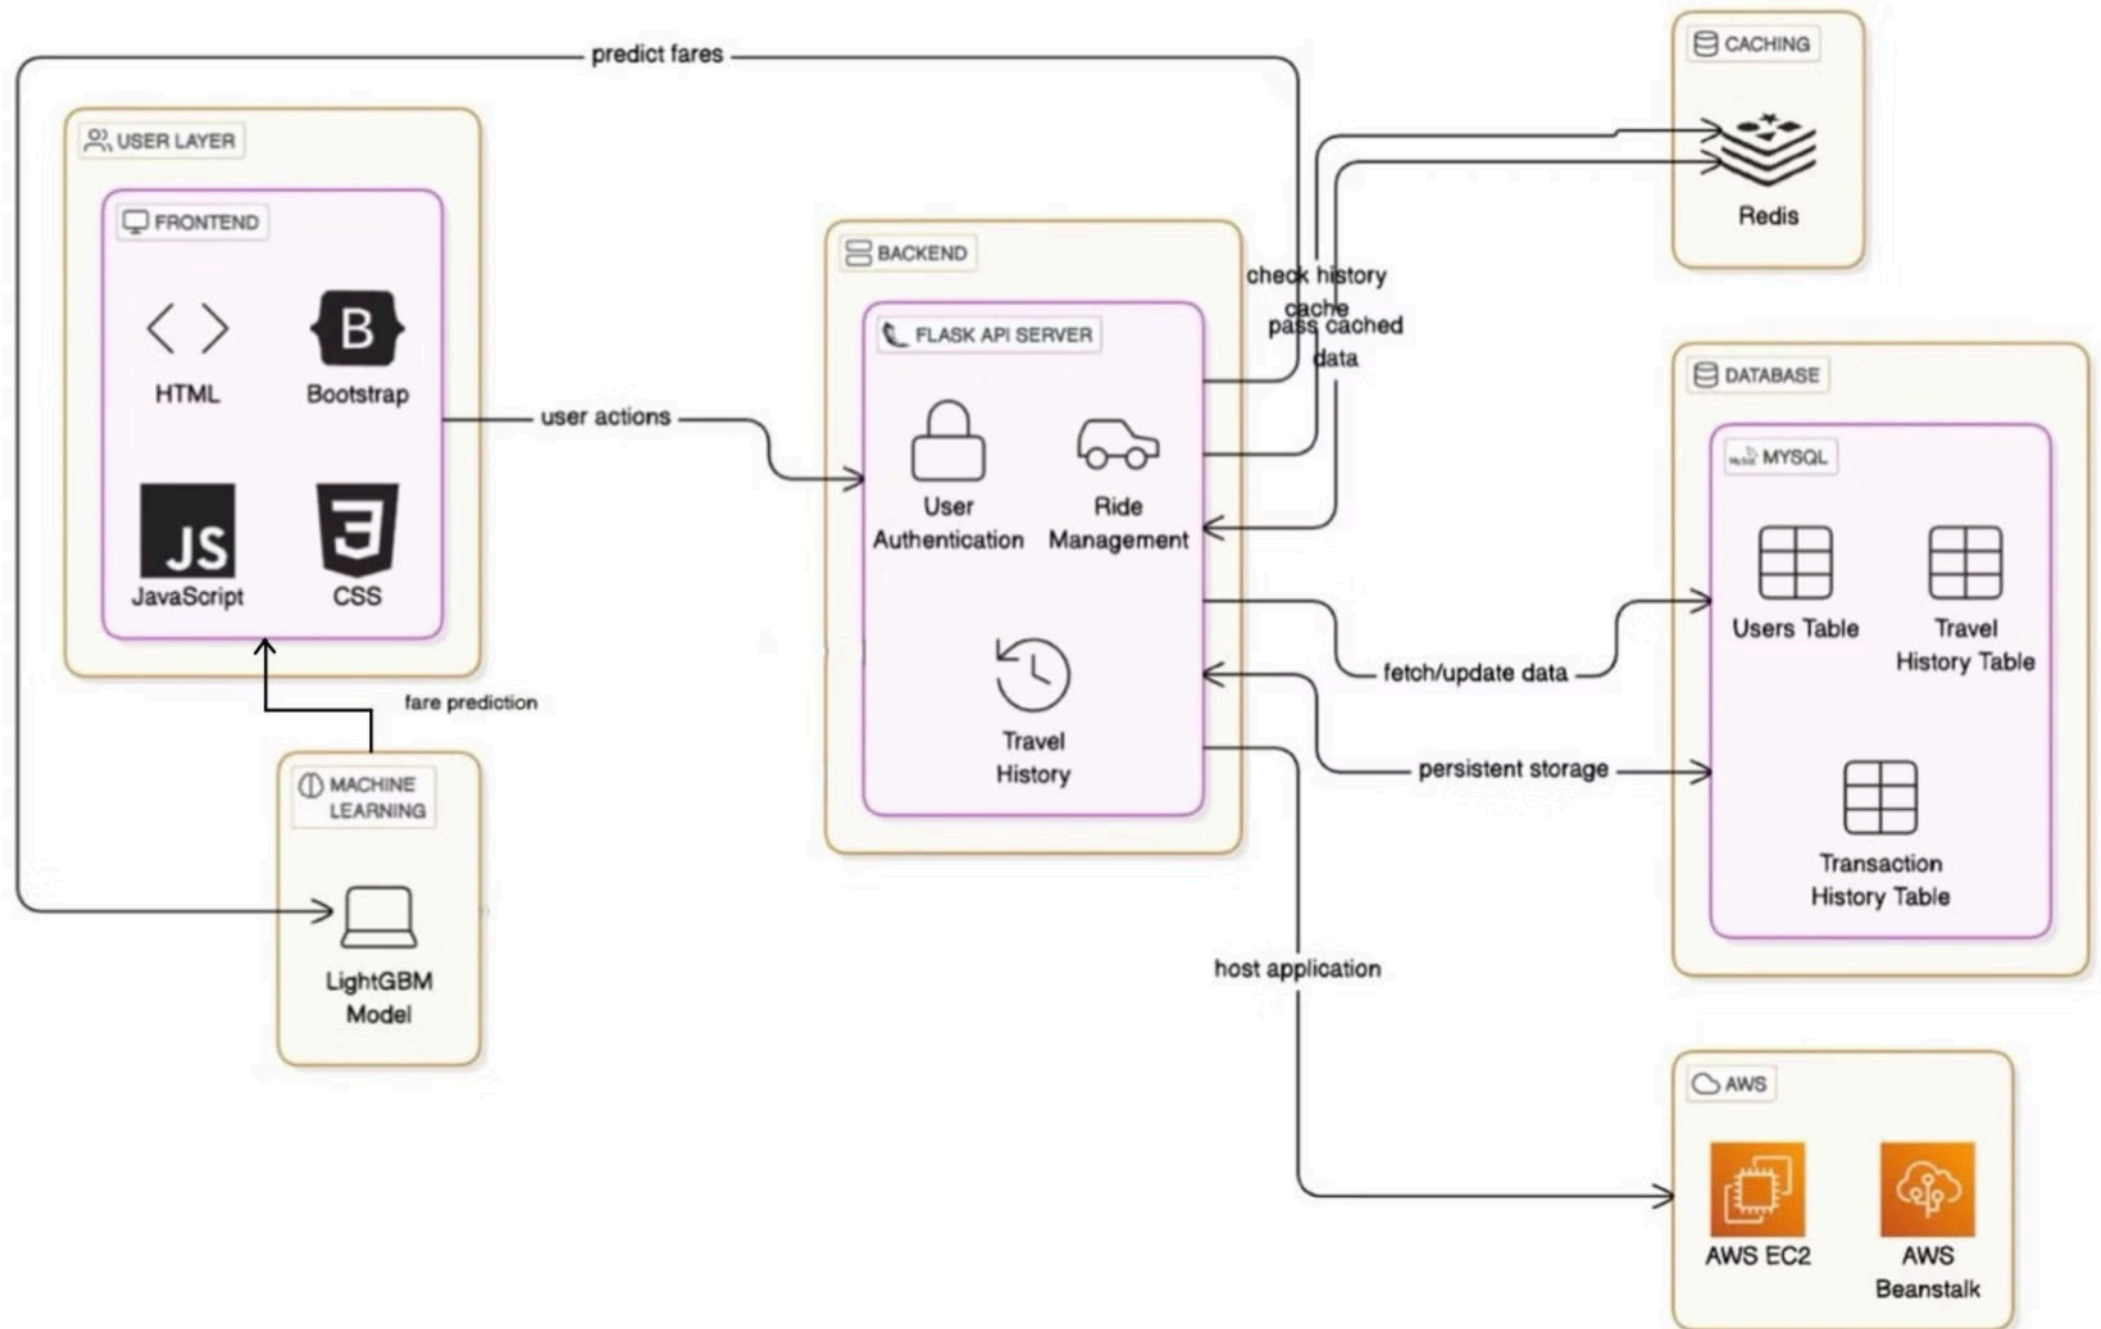 predict fares
USER LAYER
FRONTEND
HTML
B
Bootstrap
JS
JavaScript
CSS
user actions
fare prediction
MACHINE
LEARNING
LightGBM
Model
BACKEND
FLASK API SERVER
User
Authentication
Ride
Management
Travel
History
check history
cache
pass cached
data
fetch/update data
persistent storage
host application
CACHING
Redis
DATABASE
MySQL
MYSQL
Users Table
Travel
History Table
Transaction
History Table
AWS
AWS EC2
AWS
Beanstalk